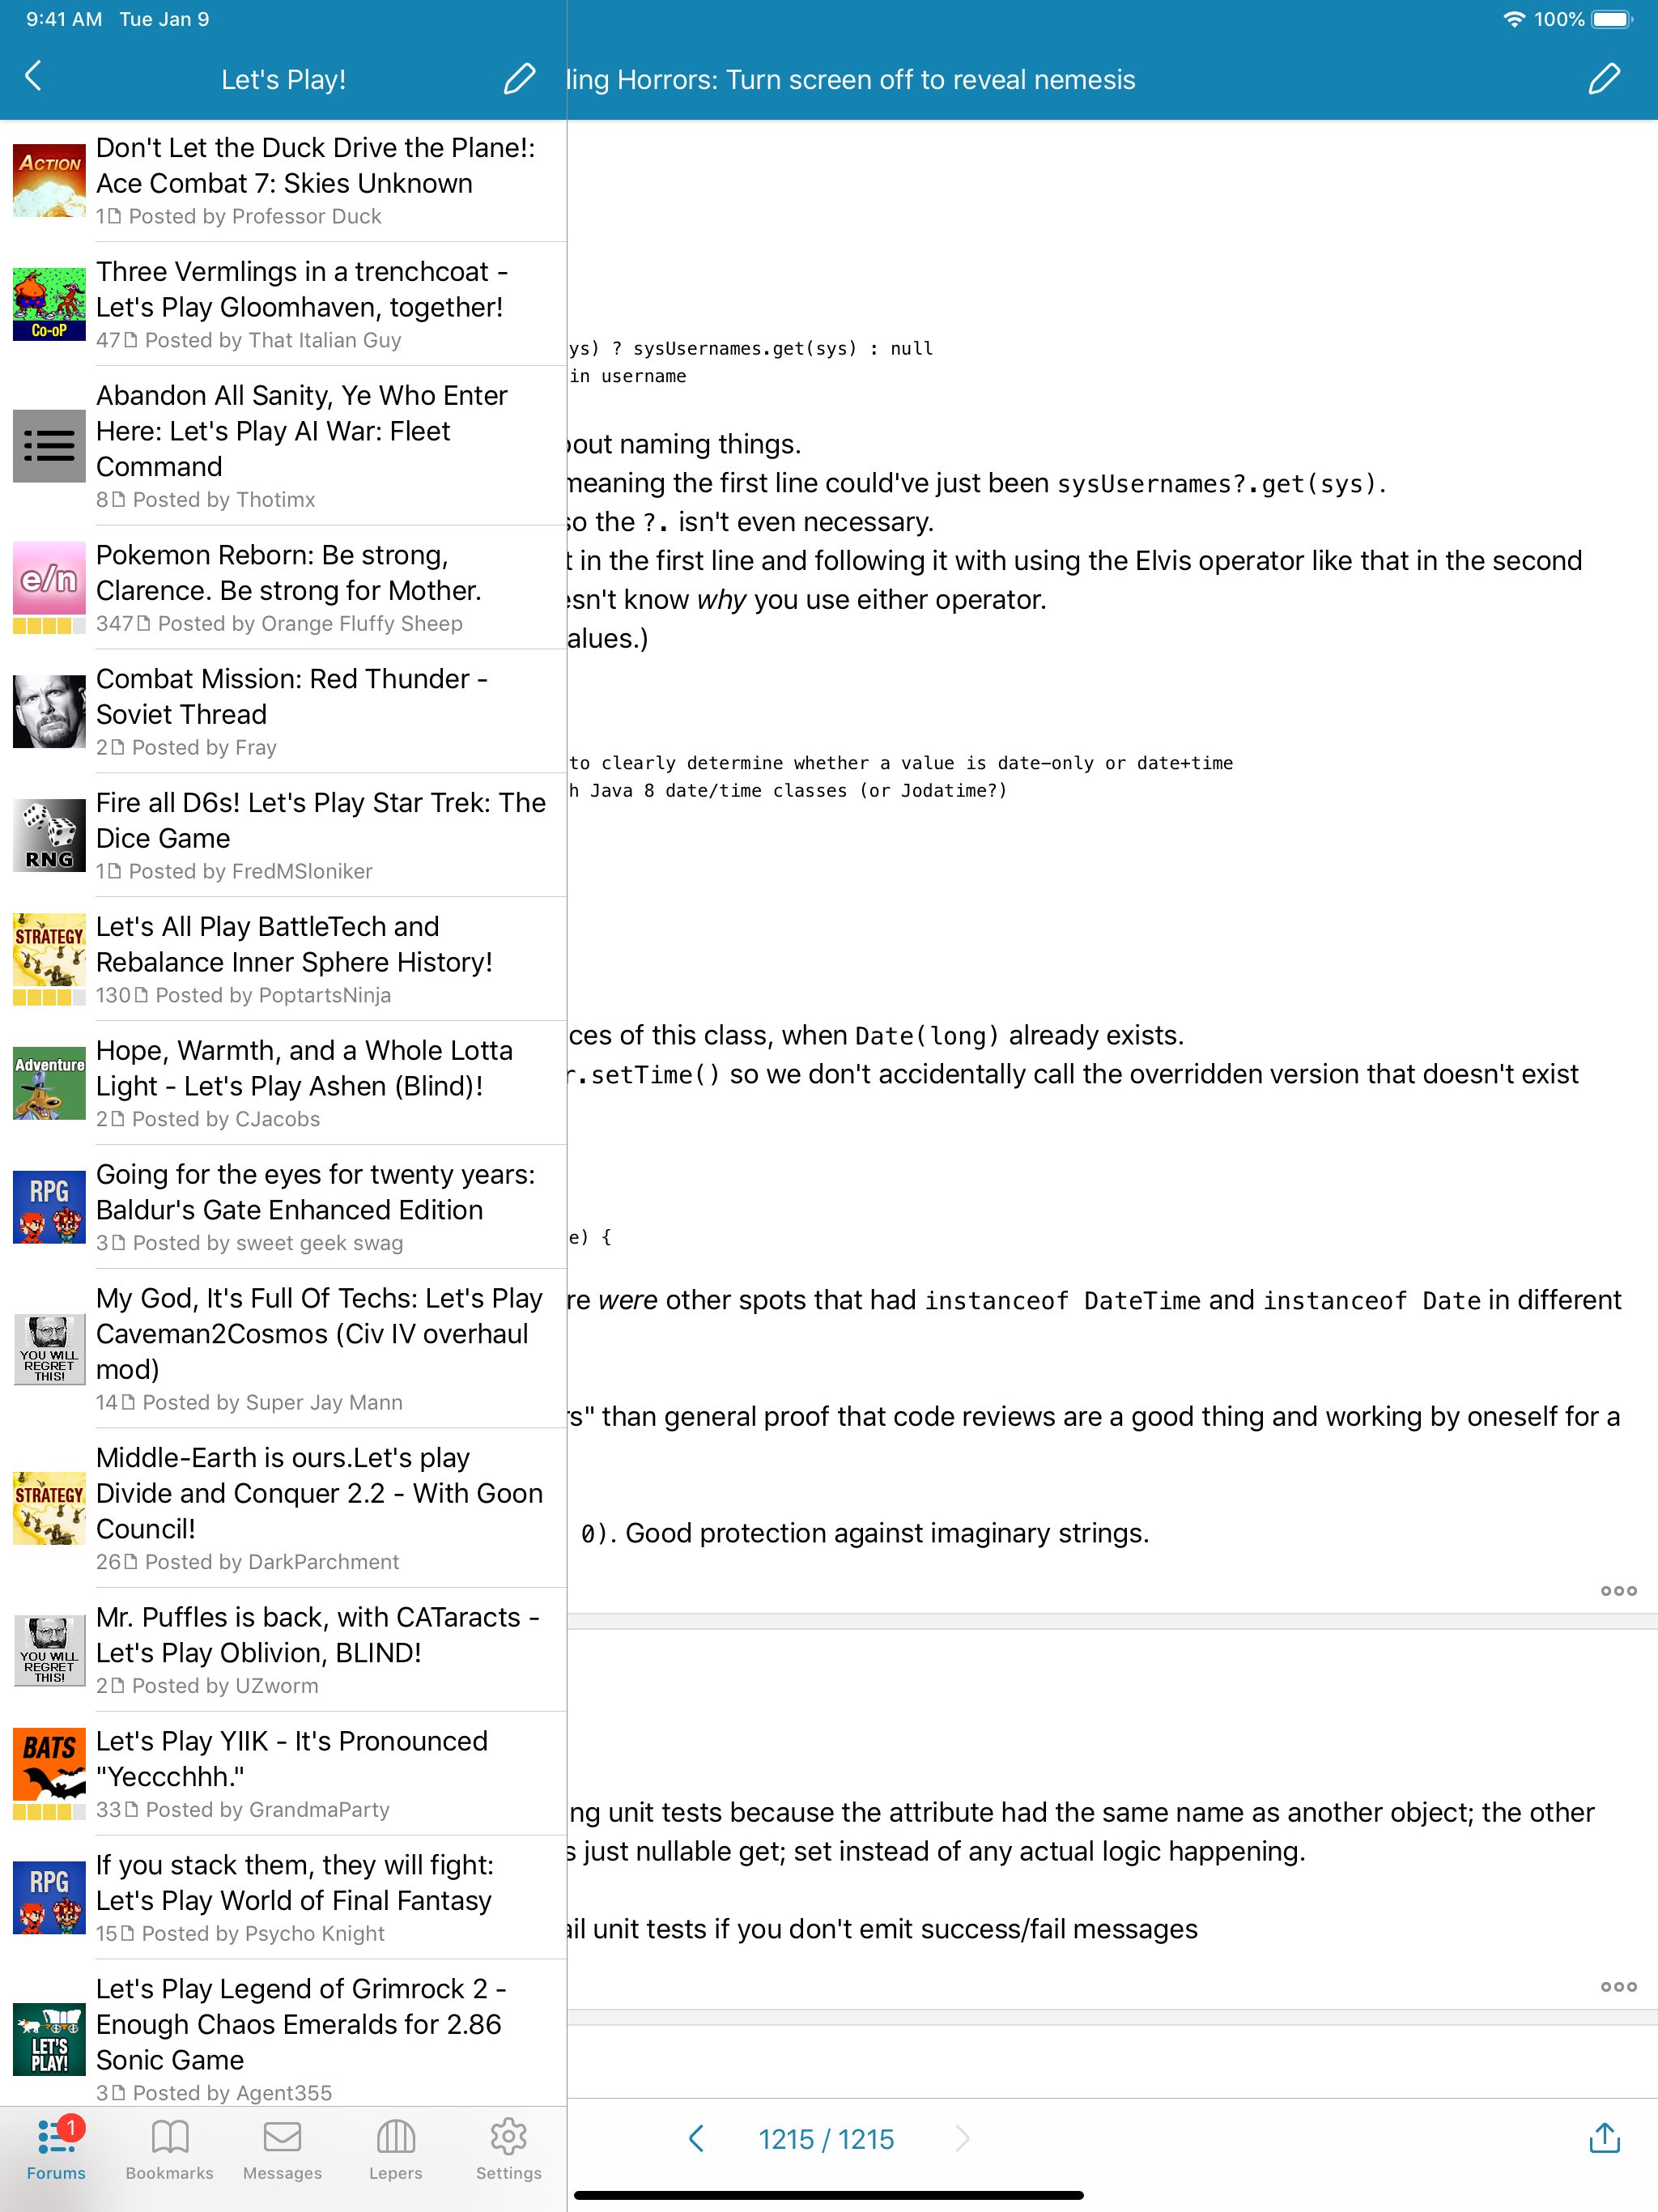 9:41 AM Tue Jan 9
100%
Let's Play!
ling Horrors: Turn screen off to reveal nemesis
ACTION
Don't Let the Duck Drive the Plane!:
Ace Combat 7: Skies Unknown
1 Posted by Professor Duck
Co-oP
Three Vermlings in a trenchcoat -
Let's Play Gloomhaven, together!
47 Posted by That Italian Guy
Abandon All Sanity, Ye Who Enter
Here: Let's Play AI War: Fleet
Command
8 Posted by Thotimx
e/n
Pokemon Reborn: Be strong,
Clarence. Be strong for Mother.
347 Posted by Orange Fluffy Sheep
Combat Mission: Red Thunder -
Soviet Thread
2 Posted by Fray
RNG
Fire all D6s! Let's Play Star Trek: The
Dice Game
1 Posted by FredMSloniker
STRATEGY
Let's All Play BattleTech and
Rebalance Inner Sphere History!
130 Posted by PoptartsNinja
Adventure
Hope, Warmth, and a Whole Lotta
Light - Let's Play Ashen (Blind)!
2 Posted by CJacobs
RPG
Going for the eyes for twenty years:
Baldur's Gate Enhanced Edition
3 Posted by sweet geek swag
YOU WILL
REGRET
THIS!
My God, It's Full Of Techs: Let's Play
Caveman2Cosmos (Civ IV overhaul
mod)
14 Posted by Super Jay Mann
STRATEGY
Middle-Earth is ours.Let's play
Divide and Conquer 2.2 - With Goon
Council!
26 Posted by DarkParchment
YOU WILL
REGRET
THIS!
Mr. Puffles is back, with CATaracts -
Let's Play Oblivion, BLIND!
2 Posted by UZworm
BATS
Let's Play YIIK - It's Pronounced
"Yeccchhh."
33 Posted by GrandmaParty
RPG
If you stack them, they will fight:
Let's Play World of Final Fantasy
15 Posted by Psycho Knight
LET'S
PLAY!
Let's Play Legend of Grimrock 2 -
Enough Chaos Emeralds for 2.86
Sonic Game
3 Posted by Agent355
1
Forums
Bookmarks
Messages
Lepers
Settings
ys) ? sysUsernames.get(sys) : null
in username
out naming things.
meaning the first line could've just been sysUsernames?.get(sys).
so the ?. isn't even necessary.
t in the first line and following it with using the Elvis operator like that in the second
esn't know why you use either operator.
alues.)
to clearly determine whether a value is date-only or date+time
h Java 8 date/time classes (or Jodatime?)
ces of this class, when Date(long) already exists.
r.setTime() so we don't accidentally call the overridden version that doesn't exist
e) {
re were other spots that had instanceof DateTime and instanceof Date in different
rs" than general proof that code reviews are a good thing and working by oneself for a
0). Good protection against imaginary strings.
ng unit tests because the attribute had the same name as another object; the other
s just nullable get; set instead of any actual logic happening.
ail unit tests if you don't emit success/fail messages
1215 / 1215